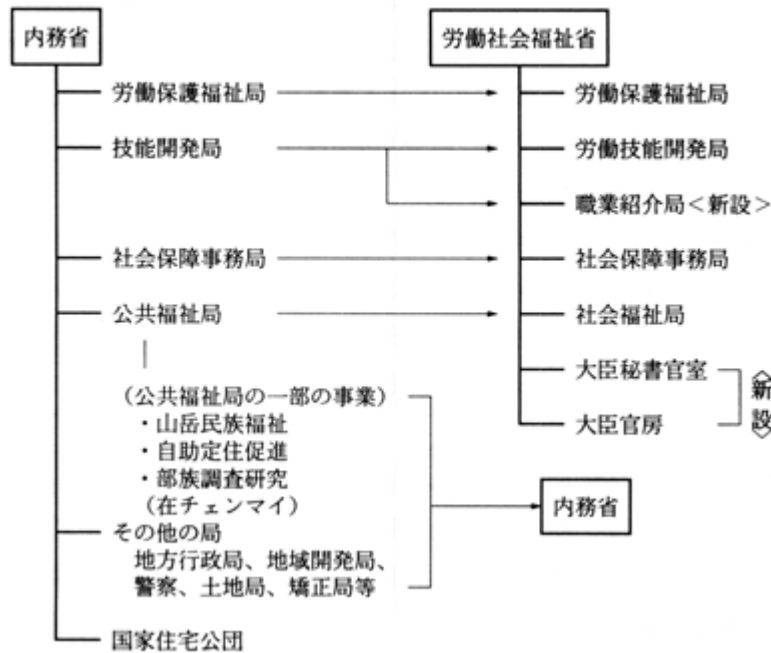 内務省
労働保護福祉局
技能開発局
社会保障事務局
公共福祉局
(公共福祉局の一部の事業)
・山岳民族福祉
・自助定住促進
・部族調査研究
(在チェンマイ)
その他の局
地方行政局、地域開発局、
警察、土地局、矯正局等
国家住宅公団
労働社会福祉省
労働保護福祉局
労働技能開発局
職業紹介局<新設>
社会保障事務局
社会福祉局
大臣秘書官室
大臣官房
<新設>
内務省